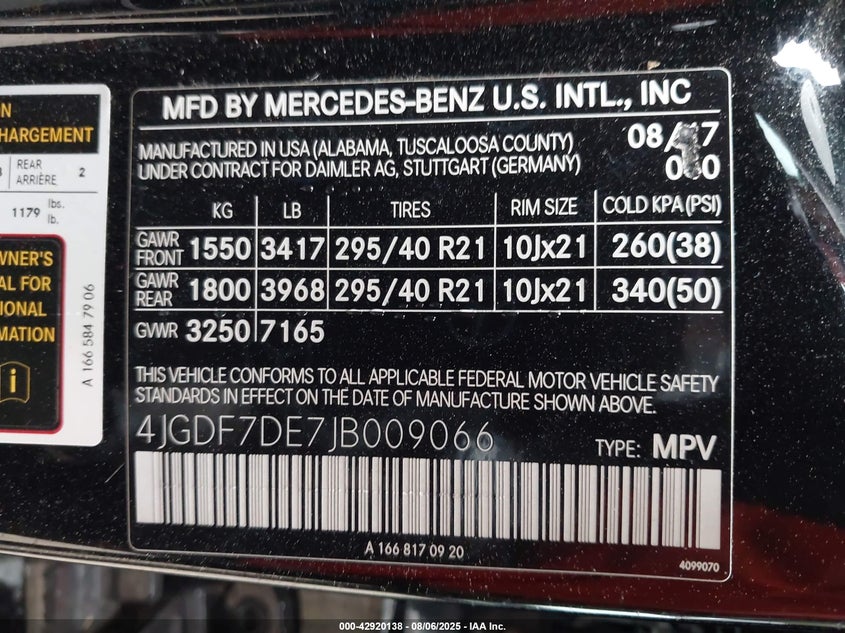 N
HARGEMENT
REAR
ARRIÈRE 2
1179 lbs.
lb.
WNER'S
AL FOR
IONAL
MATION
i
A 166 584 79 06
MFD BY MERCEDES-BENZ U.S. INTL., INC
MANUFACTURED IN USA (ALABAMA, TUSCALOOSA COUNTY)
UNDER CONTRACT FOR DAIMLER AG, STUTTGART (GERMANY)
08/17
KG LB TIRES RIM SIZE COLD KPA (PSI)
GAWR FRONT 1550 3417 295/40 R21 10Jx21 260(38)
GAWR REAR 1800 3968 295/40 R21 10Jx21 340(50)
GVWR 3250 7165
THIS VEHICLE CONFORMS TO ALL APPLICABLE FEDERAL MOTOR VEHICLE SAFETY
STANDARDS IN EFFECT ON THE DATE OF MANUFACTURE SHOWN ABOVE.
4JGDF7DE7JB009066 TYPE: MPV
A 166 817 09 20
4099070
000-42920138 - 08/06/2025 - IAA Inc.